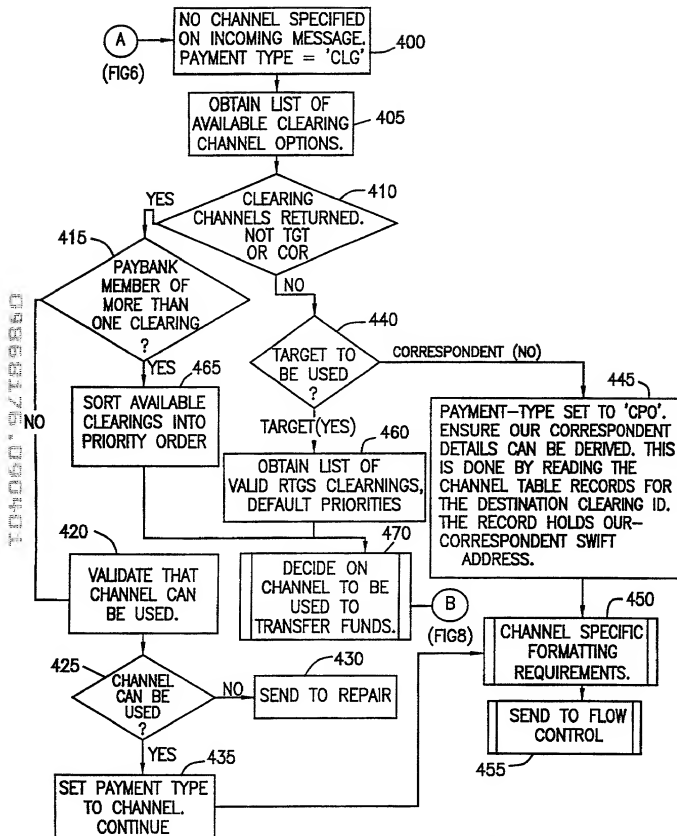 A
(FIG6)
NO CHANNEL SPECIFIED
ON INCOMING MESSAGE.
PAYMENT TYPE = 'CLG'
400
OBTAIN LIST OF
AVAILABLE CLEARING
CHANNEL OPTIONS.
405
410
CLEARING
CHANNELS RETURNED.
NOT TGT
OR COR
YES
NO
415
PAYBANK
MEMBER OF
MORE THAN
ONE CLEARING
?
YES
NO
440
TARGET TO
BE USED
?
CORRESPONDENT (NO)
TARGET(YES)
465
SORT AVAILABLE
CLEARINGS INTO
PRIORITY ORDER
445
PAYMENT-TYPE SET TO 'CPO'.
ENSURE OUR CORRESPONDENT
DETAILS CAN BE DERIVED. THIS
IS DONE BY READING THE
CHANNEL TABLE RECORDS FOR
THE DESTINATION CLEARING ID.
THE RECORD HOLDS OUR-
CORRESPONDENT SWIFT
ADDRESS.
460
OBTAIN LIST OF
VALID RTGS CLEARNINGS,
DEFAULT PRIORITIES
420
VALIDATE THAT
CHANNEL CAN
BE USED.
470
DECIDE ON
CHANNEL TO BE
USED TO
TRANSFER FUNDS.
B
(FIG8)
450
CHANNEL SPECIFIC
FORMATTING
REQUIREMENTS.
425
CHANNEL
CAN BE
USED
?
NO
YES
430
SEND TO REPAIR
SEND TO FLOW
CONTROL
455
435
SET PAYMENT TYPE
TO CHANNEL.
CONTINUE
09868176.090401